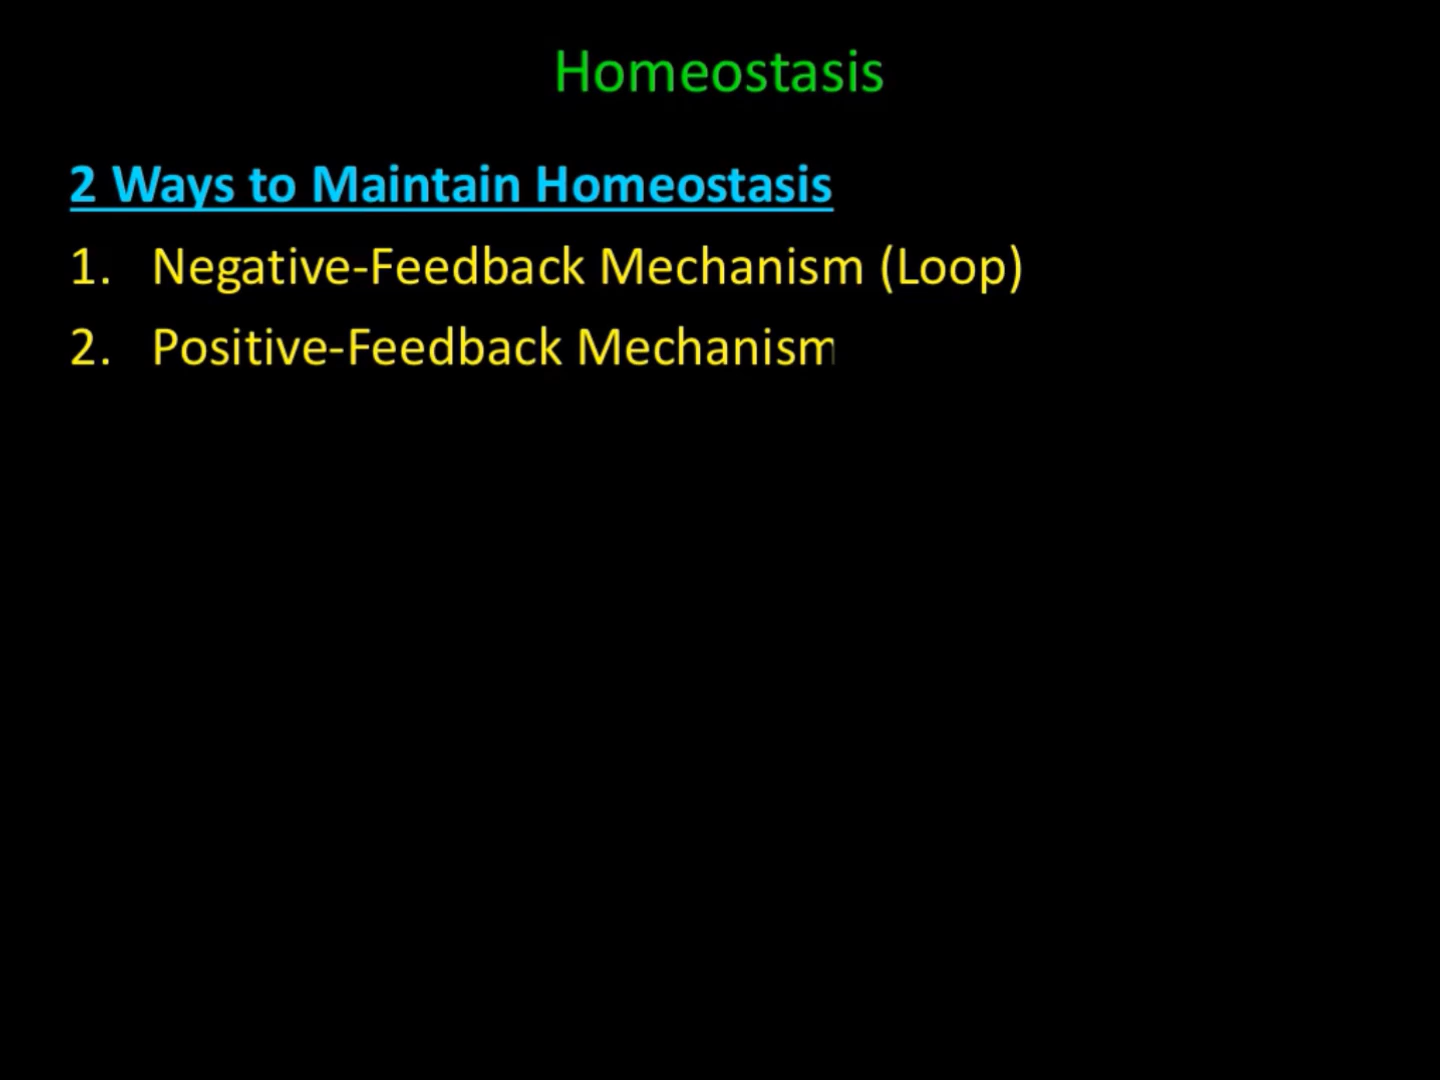 Homeostasis
2 Ways to Maintain Homeostasis
1. Negative-Feedback Mechanism (Loop)
2. Positive-Feedback Mechanism